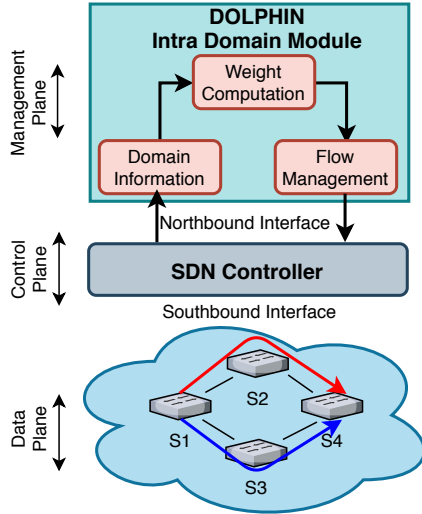 DOLPHIN
Intra Domain Module
Weight
Computation
Domain
Information
Flow
Management
Management
Plane
Northbound Interface
SDN Controller
Control
Plane
Southbound Interface
S2
S1
S4
S3
Data
Plane